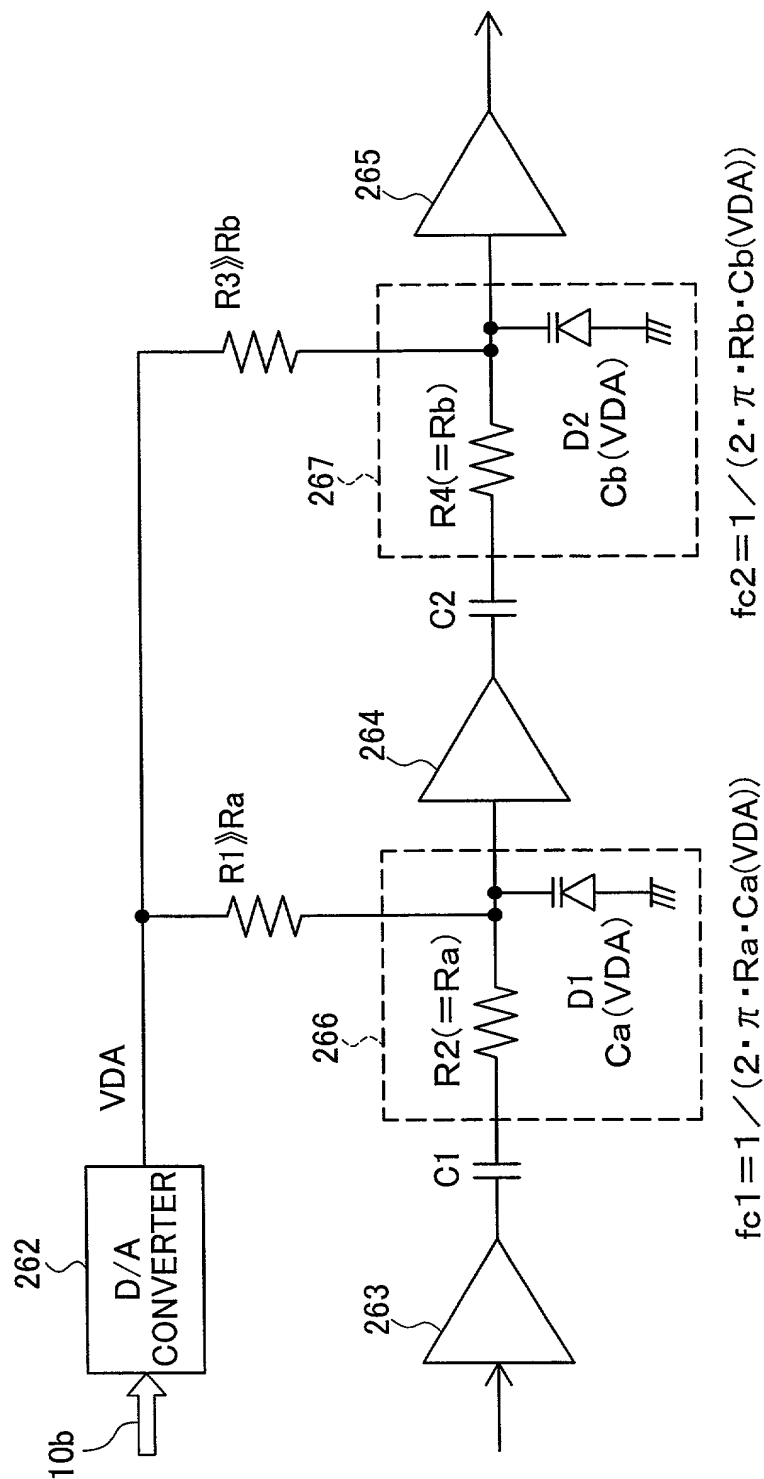 10b
262
D/A
CONVERTER
VDA
R1≫Ra
R3≫Rb
263
C1
266
R2(=Ra)
D1
Ca(VDA)
264
C2
267
R4(=Rb)
D2
Cb(VDA)
265
fc1=1/(2・π・Ra・Ca(VDA))
fc2=1/(2・π・Rb・Cb(VDA))